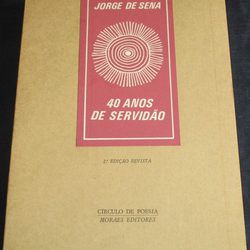 JORGE DE SENA
40 ANOS
DE SERVIDÃO
2.ª EDIÇÃO REVISTA
CÍRCULO DE POESIA
MORAES EDITORES